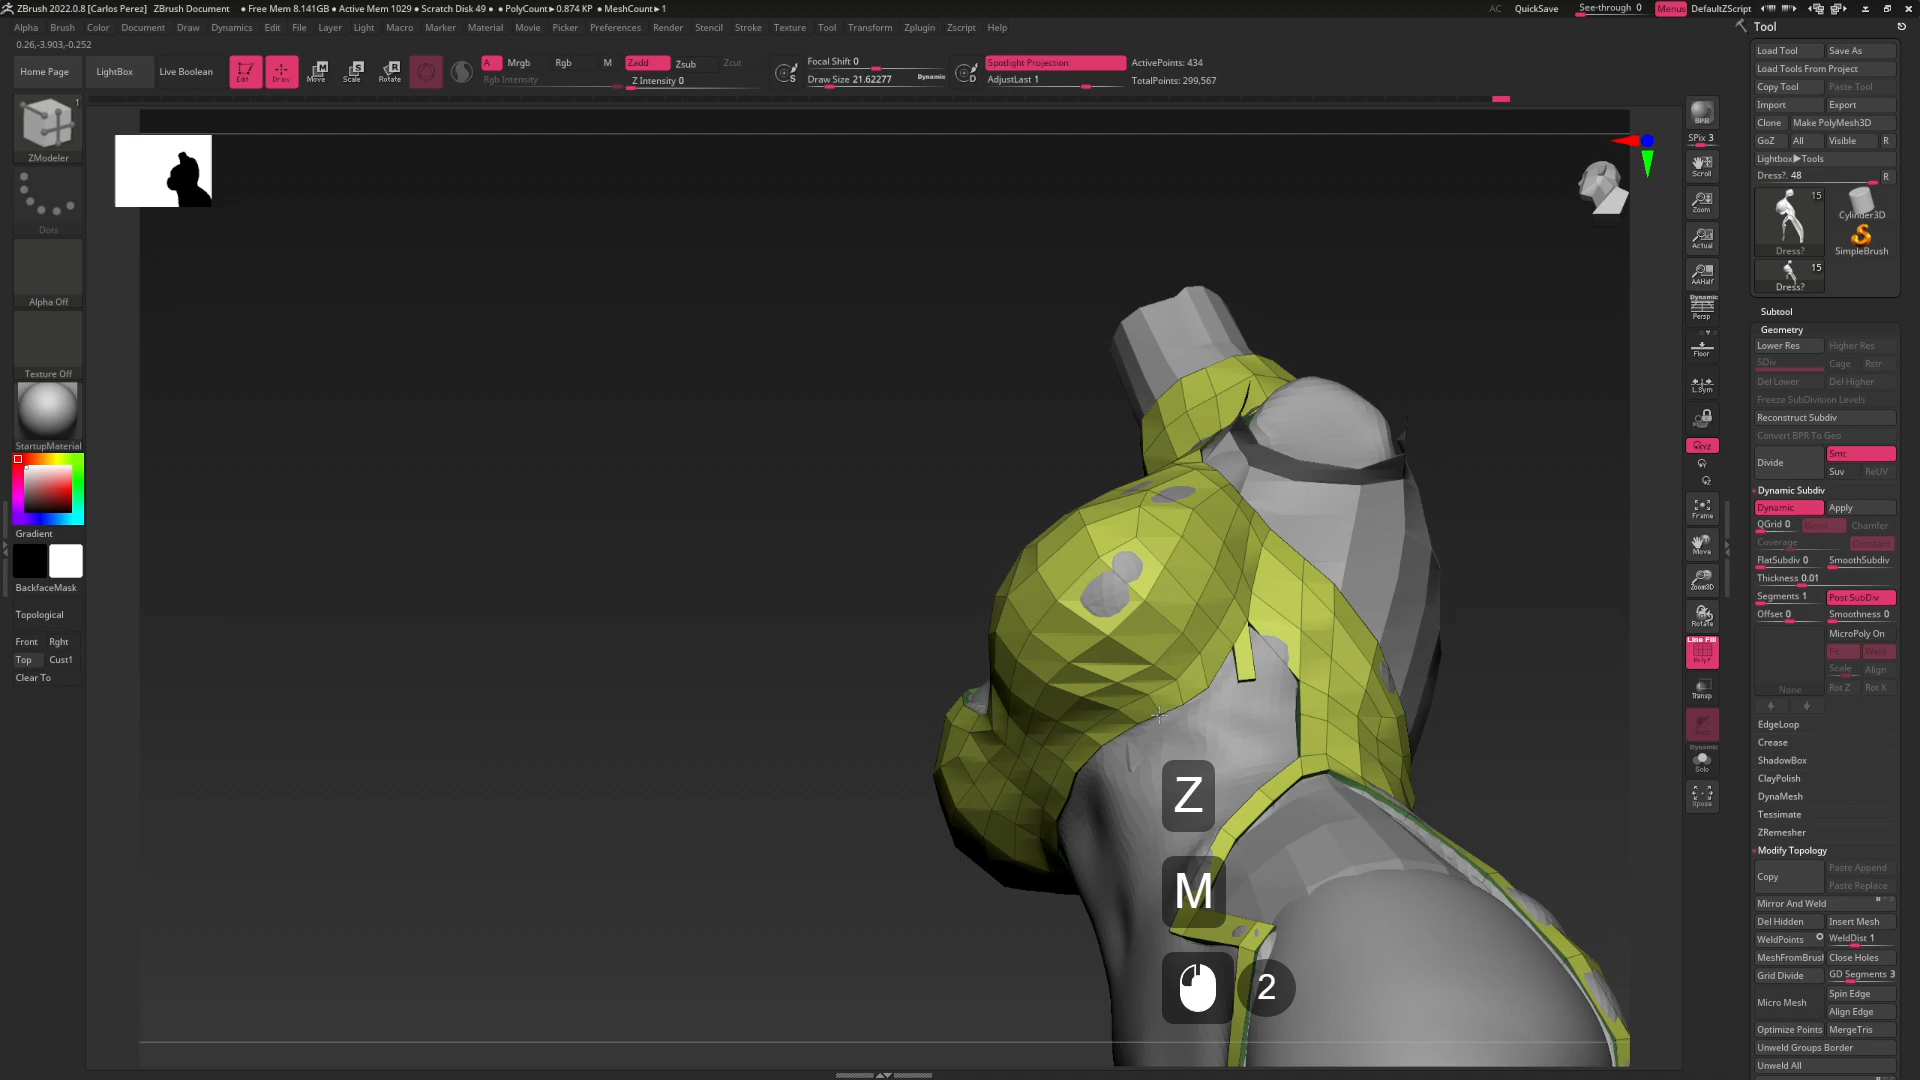 ZBrush 2022.0.8 [Carlos Perez] ZBrush Document ● Free Mem 8.141GB ● Active Mem 1029 ● Scratch Disk 49 ● ● PolyCount▸ 0.874 KP ● MeshCount▸ 1
AC QuickSave See-through 0 Menus DefaultZScript
Alpha Brush Color Document Draw Dynamics Edit File Layer Light Macro Marker Material Movie Picker Preferences Render Stencil Stroke Texture Tool Transform Zplugin Zscript Help
0.26,-3.903,-0.252
Home Page LightBox Live Boolean
Edit Draw Move Scale Rotate
A Mrgb Rgb M Zadd Zsub Zcut
Rgb Intensity Z Intensity 0
Focal Shift 0
Draw Size 21.62277 Dynamic
Spotlight Projection ActivePoints: 434
AdjustLast 1 TotalPoints: 299,567
1
ZModeler
Dots
Alpha Off
Texture Off
StartupMaterial
Gradient
BackfaceMask
Topological
Front Rght
Top Cust1
Clear To
Z
M
2
BPR
SPix 3
Scroll
Zoom
Actual
AAHalf
Dynamic
Persp
Floor
L.Sym
Frame
Move
Zoom3D
Rotate
Line Fill
PolyF
Transp
Dynamic
Solo
Xpose
Tool
Load Tool Save As
Load Tools From Project
Copy Tool Paste Tool
Import Export
Clone Make PolyMesh3D
GoZ All Visible R
Lightbox▸Tools
Dress?. 48 R
15
Cylinder3D
Dress? SimpleBrush
15
Dress?
Subtool
Geometry
Lower Res Higher Res
SDiv Cage Rstr
Del Lower Del Higher
Freeze SubDivision Levels
Reconstruct Subdiv
Convert BPR To Geo
Divide Smt
Suv ReUV
Dynamic Subdiv
Dynamic Apply
QGrid 0 Bevel Chamfer
Coverage Constant
FlatSubdiv 0 SmoothSubdiv
Thickness 0.01
Segments 1 Post SubDiv
Offset 0 Smoothness 0
MicroPoly On
Fit Weld
Scale Align
None Rot Z Rot X
EdgeLoop
Crease
ShadowBox
ClayPolish
DynaMesh
Tessimate
ZRemesher
Modify Topology
Copy Paste Append
Paste Replace
Mirror And Weld
Del Hidden Insert Mesh
WeldPoints WeldDist 1
MeshFromBrush Close Holes
Grid Divide GD Segments 3
Micro Mesh Spin Edge
Align Edge
Optimize Points MergeTris
Unweld Groups Border
Unweld All